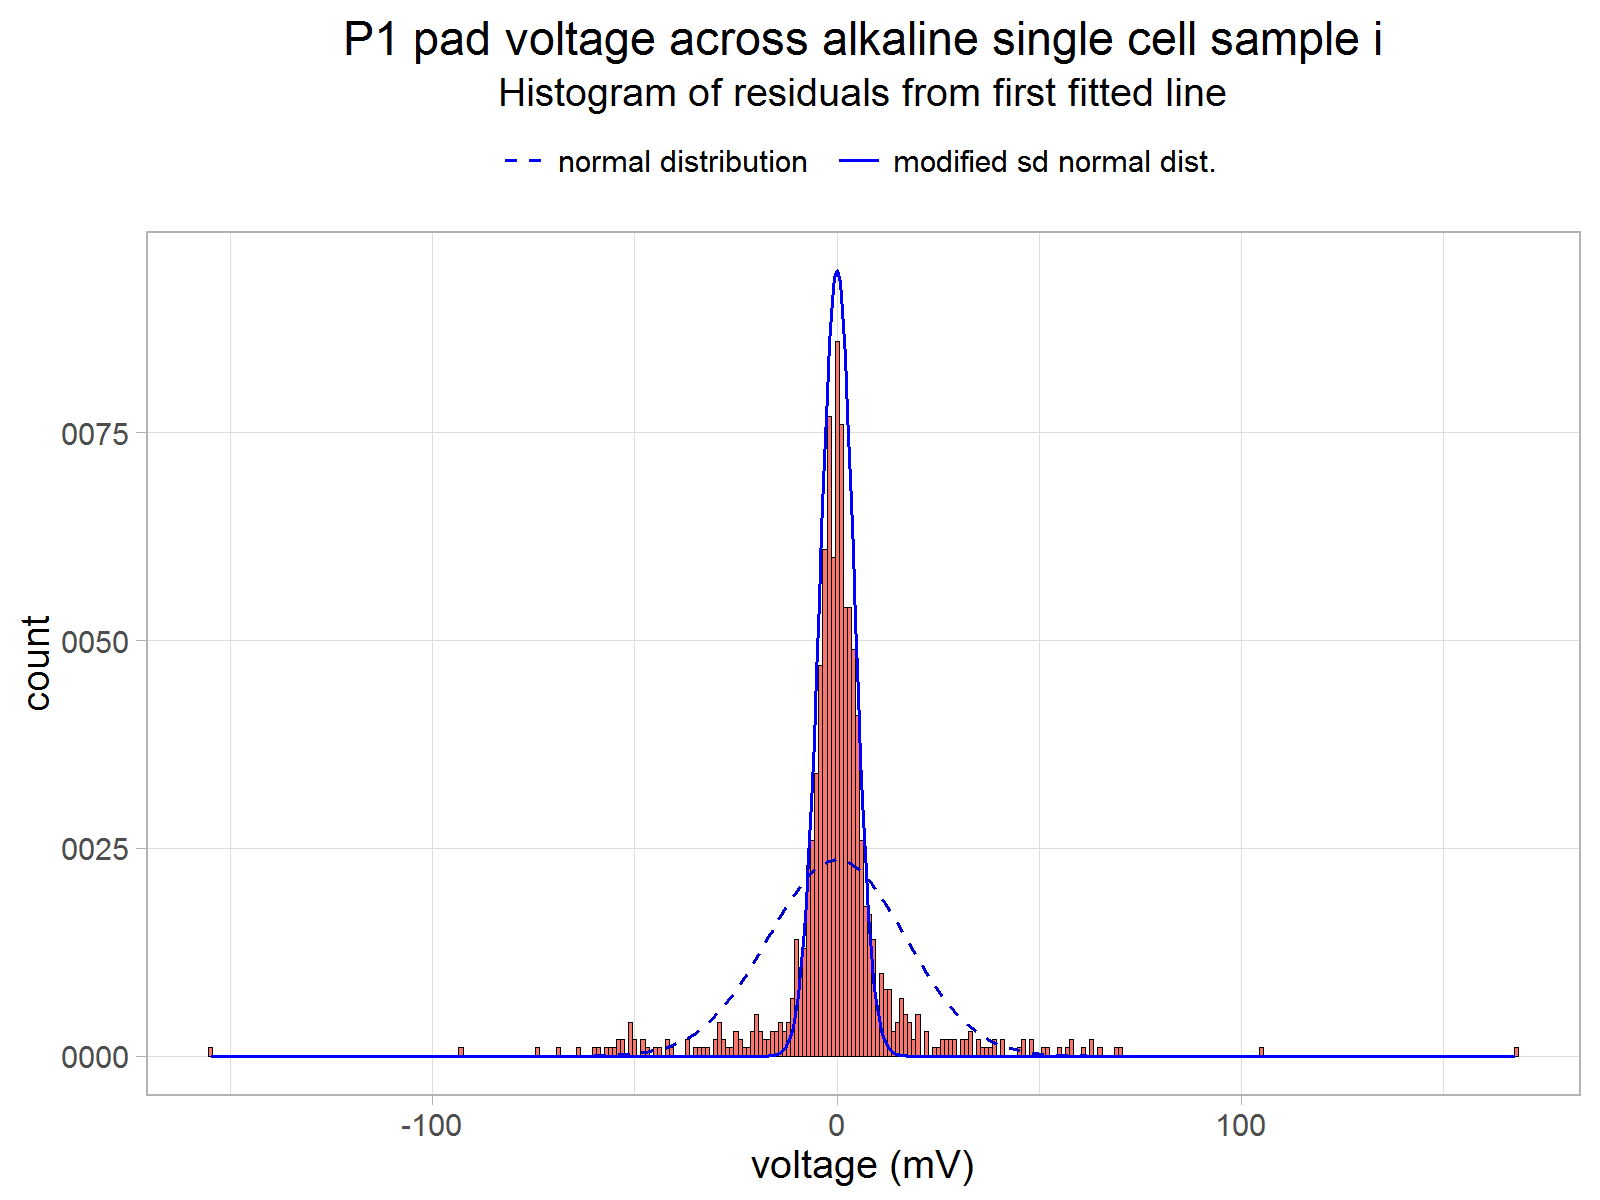 P1 pad voltage across alkaline single cell sample i
Histogram of residuals from first fitted line
normal distribution modified sd normal dist.
0075
0050
0025
0000
count
-100 0 100
voltage (mV)